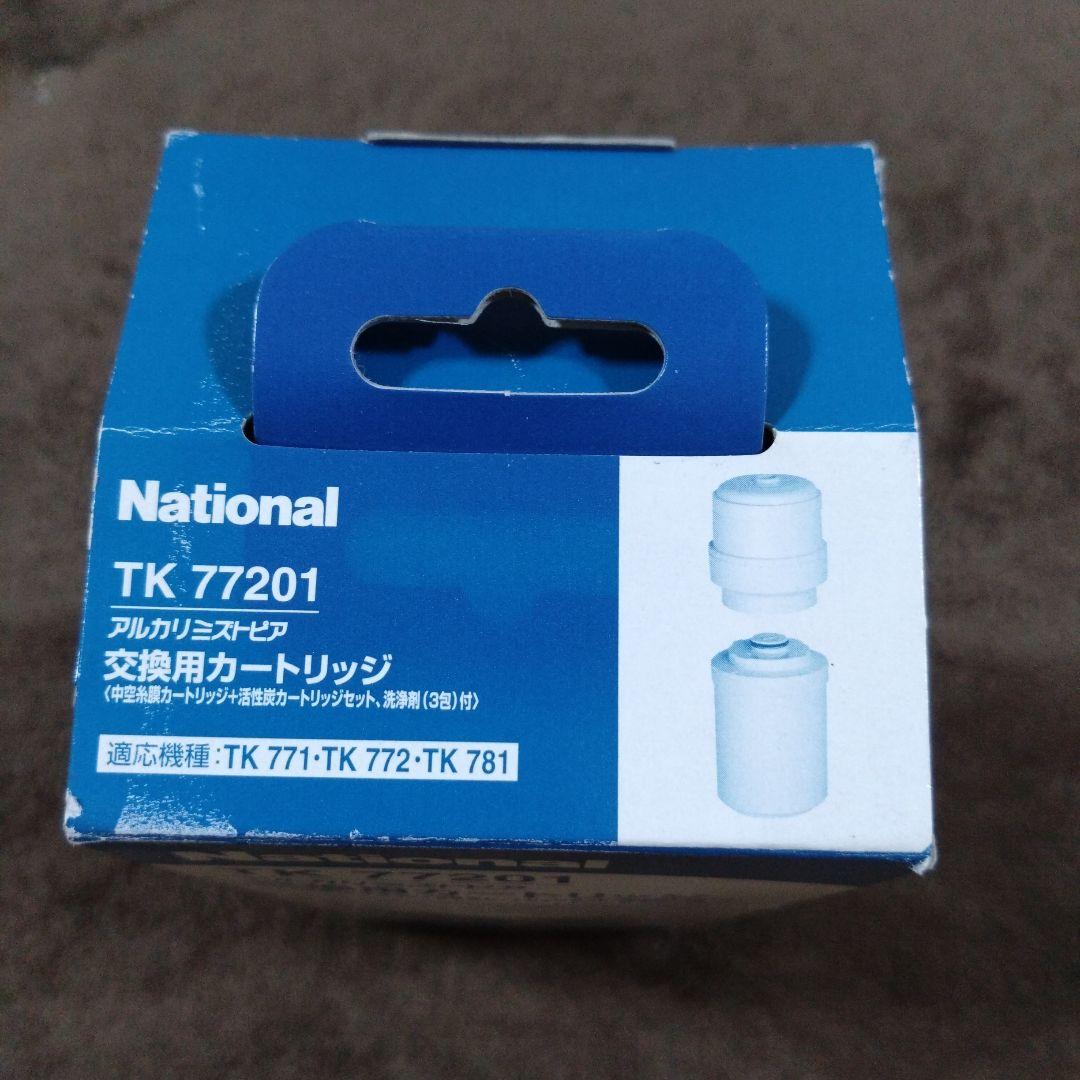 National
TK 77201
アルカリミズトピア
交換用カートリッジ
〈中空糸膜カートリッジ+活性炭カートリッジセット、洗浄剤(3包)付〉
適応機種:TK 771・TK 772・TK 781
National
TK 77201